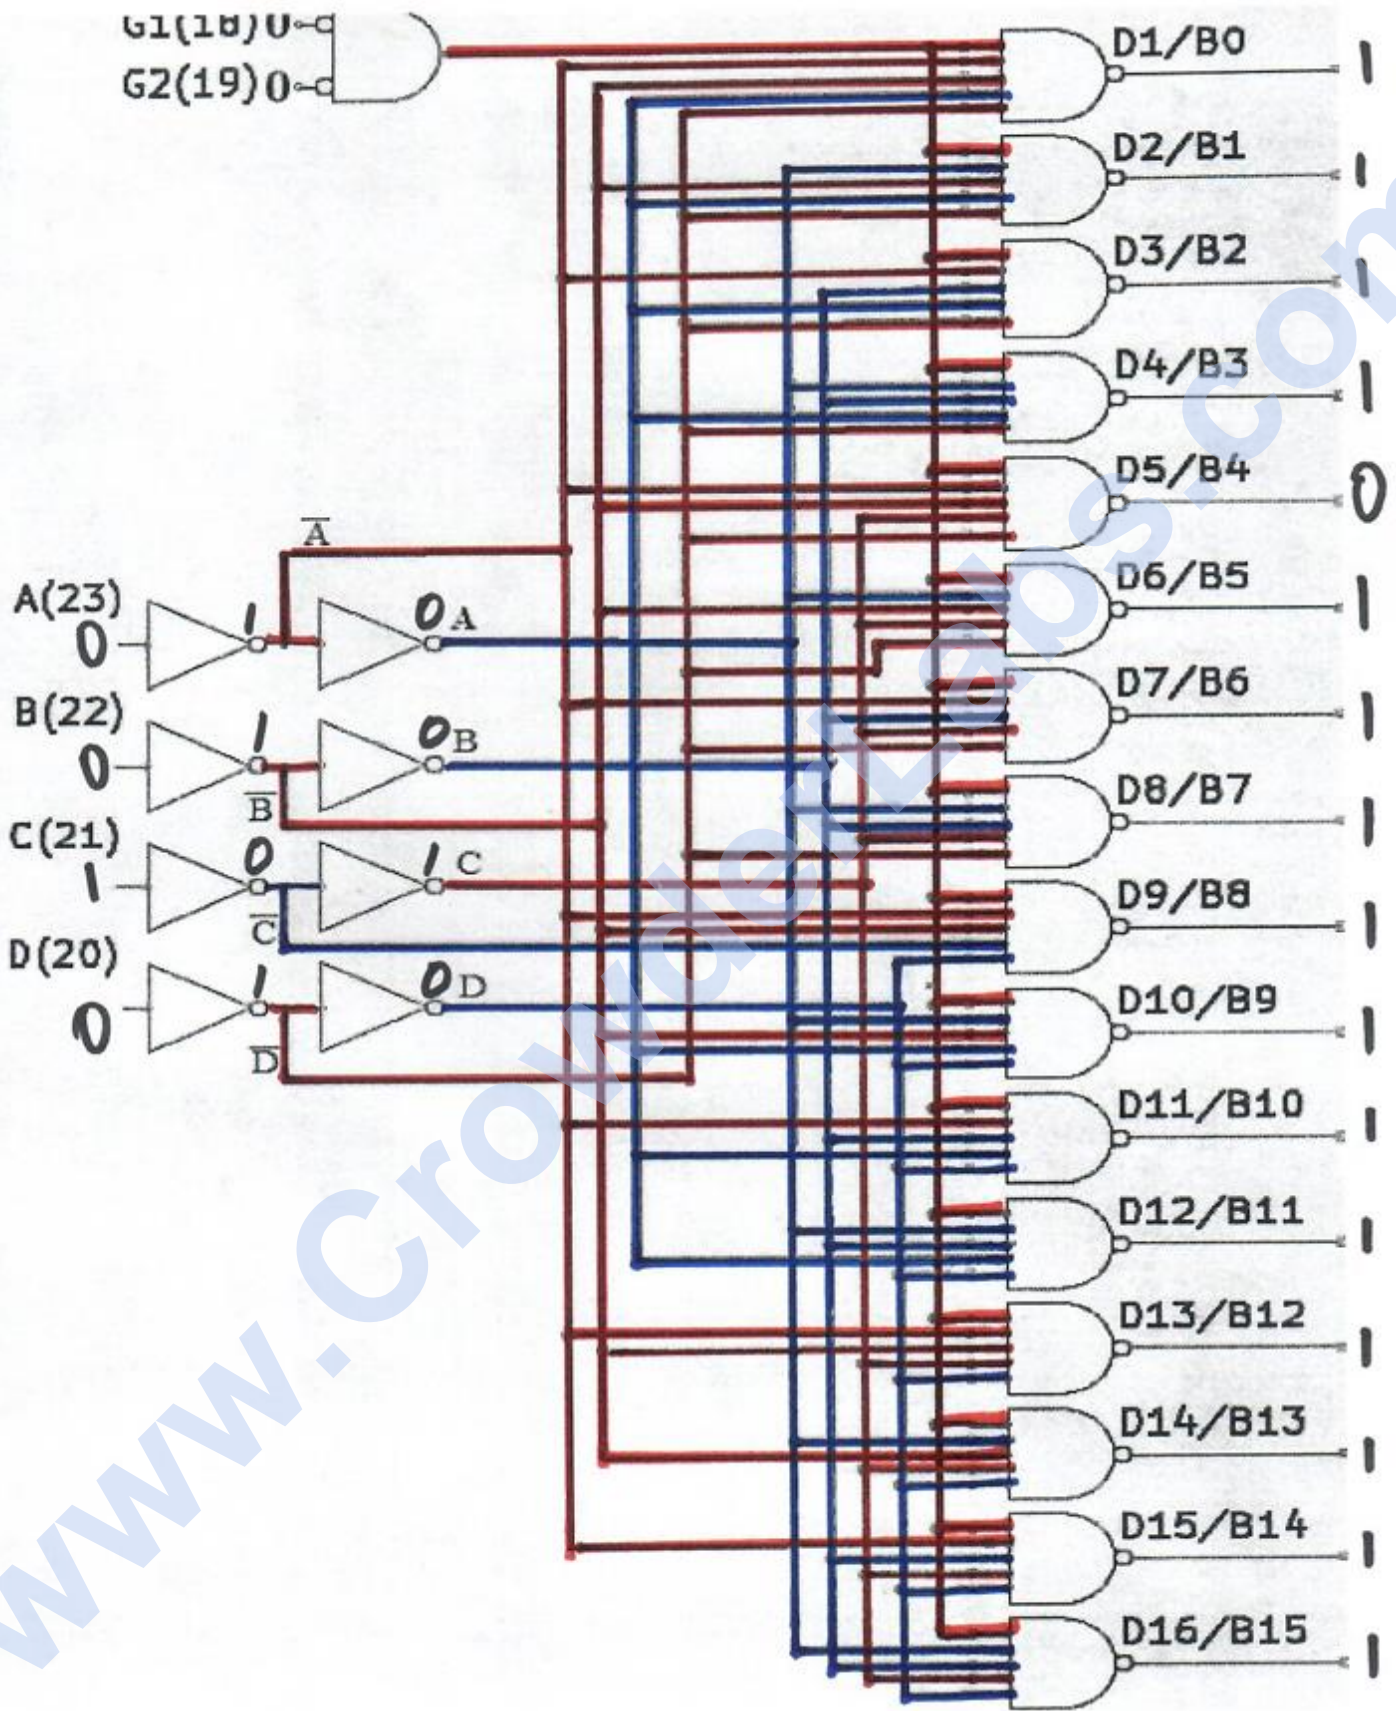 G1(18)0
G2(19)0
D1/B0 1
D2/B1 1
D3/B2 1
D4/B3 1
D5/B4 0
A
A(23) 0 1 0 A
D6/B5 1
B(22) 0 1 0 B
D7/B6 1
B
D8/B7 1
C(21) 1 0 1 C
C
D9/B8 1
D(20) 0 1 0 D
D10/B9 1
D
D11/B10 1
D12/B11 1
D13/B12 1
D14/B13 1
D15/B14 1
D16/B15 1
www.CrowderLabs.com